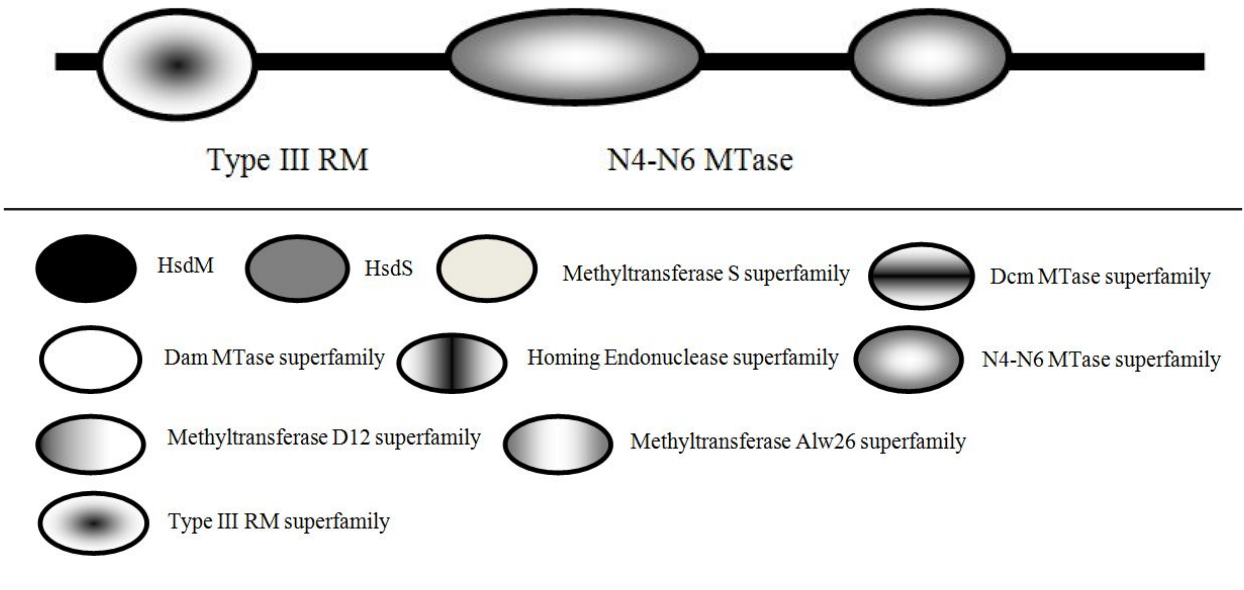 Type III RM
N4-N6 MTase
HsdM
HsdS
Methyltransferase S superfamily
Dcm MTase superfamily
Dam MTase superfamily
Homing Endonuclease superfamily
N4-N6 MTase superfamily
Methyltransferase D12 superfamily
Methyltransferase Alw26 superfamily
Type III RM superfamily